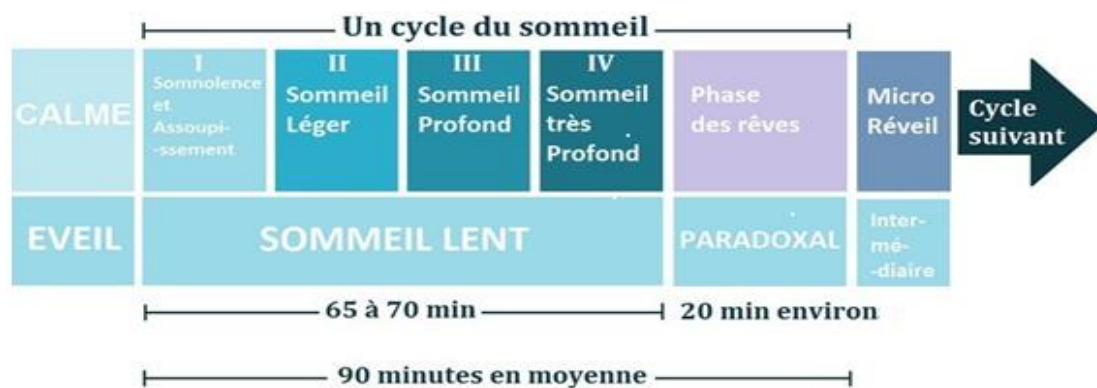 Un cycle du sommeil
CALME
I
Somnolence
et
Assoupi-
-ssement
II
Sommeil
Léger
III
Sommeil
Profond
IV
Sommeil
très
Profond
Phase
des rêves
Micro
Réveil
Cycle
suivant
EVEIL
SOMMEIL LENT
PARADOXAL
Inter-
-mé-
-diaire
65 à 70 min
20 min environ
90 minutes en moyenne